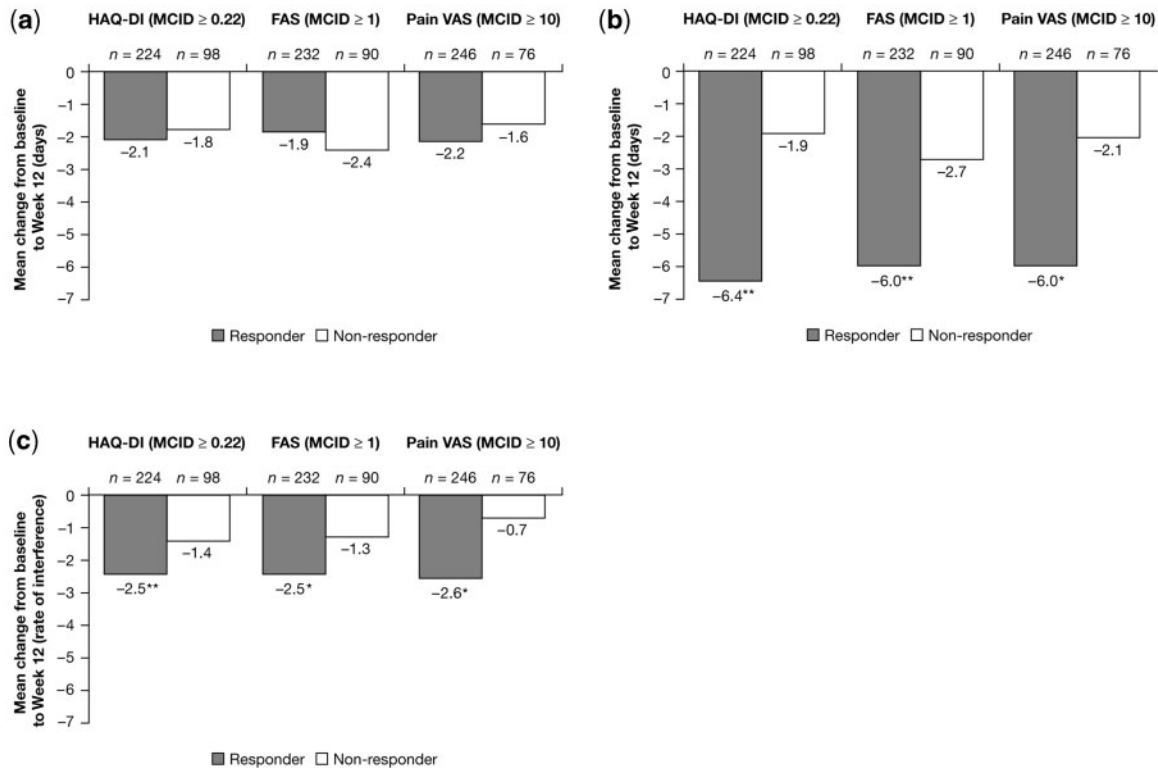 (a)
HAQ-DI (MCID ≥ 0.22) FAS (MCID ≥ 1) Pain VAS (MCID ≥ 10)
n = 224 n = 98 n = 232 n = 90 n = 246 n = 76
Mean change from baseline
to Week 12 (days)
0
−1
−2
−3
−4
−5
−6
−7
−2.1 −1.8 −1.9 −2.4 −2.2 −1.6
Responder Non-responder
(b)
HAQ-DI (MCID ≥ 0.22) FAS (MCID ≥ 1) Pain VAS (MCID ≥ 10)
n = 224 n = 98 n = 232 n = 90 n = 246 n = 76
Mean change from baseline
to Week 12 (days)
0
−1
−2
−3
−4
−5
−6
−7
−6.4** −1.9 −6.0** −2.7 −6.0* −2.1
Responder Non-responder
(c)
HAQ-DI (MCID ≥ 0.22) FAS (MCID ≥ 1) Pain VAS (MCID ≥ 10)
n = 224 n = 98 n = 232 n = 90 n = 246 n = 76
Mean change from baseline
to Week 12 (rate of interference)
0
−1
−2
−3
−4
−5
−6
−7
−2.5** −1.4 −2.5* −1.3 −2.6* −0.7
Responder Non-responder